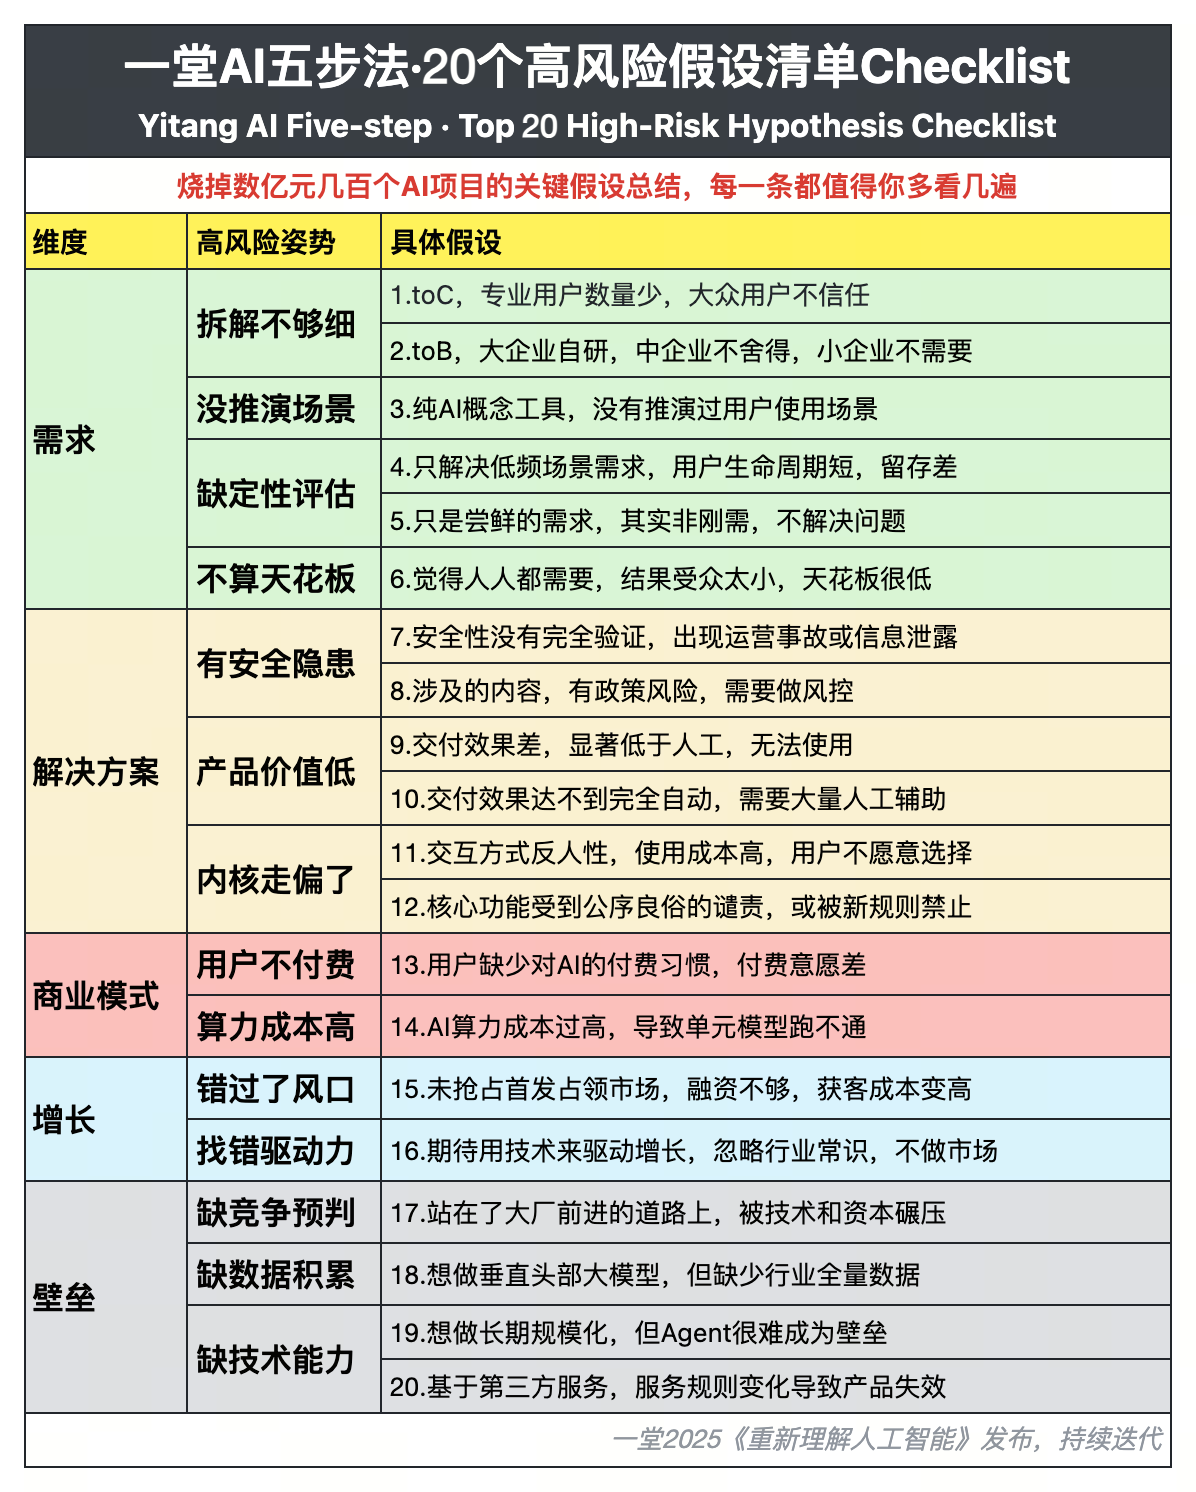 一堂AI五步法·20个高风险假设清单Checklist
Yitang AI Five-step · Top 20 High-Risk Hypothesis Checklist
烧掉数亿元几百个AI项目的关键假设总结，每一条都值得你多看几遍
维度 高风险姿势 具体假设
需求
拆解不够细
1.toC，专业用户数量少，大众用户不信任
2.toB，大企业自研，中企业不舍得，小企业不需要
没推演场景
3.纯AI概念工具，没有推演过用户使用场景
缺定性评估
4.只解决低频场景需求，用户生命周期短，留存差
5.只是尝鲜的需求，其实非刚需，不解决问题
不算天花板
6.觉得人人都需要，结果受众太小，天花板很低
解决方案
有安全隐患
7.安全性没有完全验证，出现运营事故或信息泄露
8.涉及的内容，有政策风险，需要做风控
产品价值低
9.交付效果差，显著低于人工，无法使用
10.交付效果达不到完全自动，需要大量人工辅助
内核走偏了
11.交互方式反人性，使用成本高，用户不愿意选择
12.核心功能受到公序良俗的谴责，或被新规则禁止
商业模式
用户不付费
13.用户缺少对AI的付费习惯，付费意愿差
算力成本高
14.AI算力成本过高，导致单元模型跑不通
增长
错过了风口
15.未抢占首发占领市场，融资不够，获客成本变高
找错驱动力
16.期待用技术来驱动增长，忽略行业常识，不做市场
壁垒
缺竞争预判
17.站在了大厂前进的道路上，被技术和资本碾压
缺数据积累
18.想做垂直头部大模型，但缺少行业全量数据
缺技术能力
19.想做长期规模化，但Agent很难成为壁垒
20.基于第三方服务，服务规则变化导致产品失效
一堂2025《重新理解人工智能》发布，持续迭代